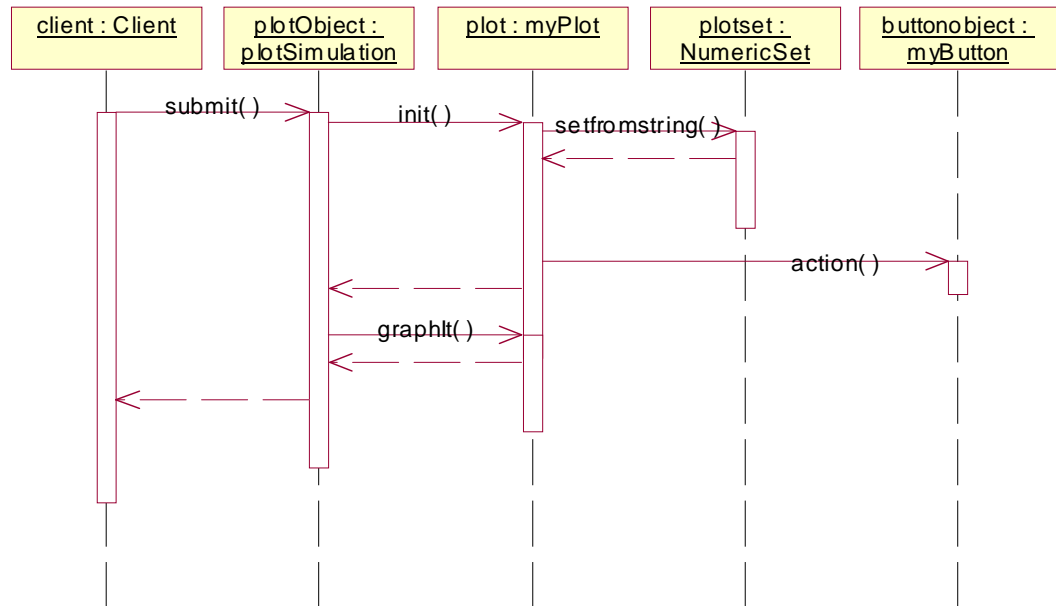 client : Client
plotObject :
plotSimulation
plot : myPlot
plotset :
NumericSet
buttonobject :
myButton
submit( )
init( )
setfromstring( )
action( )
graphIt( )